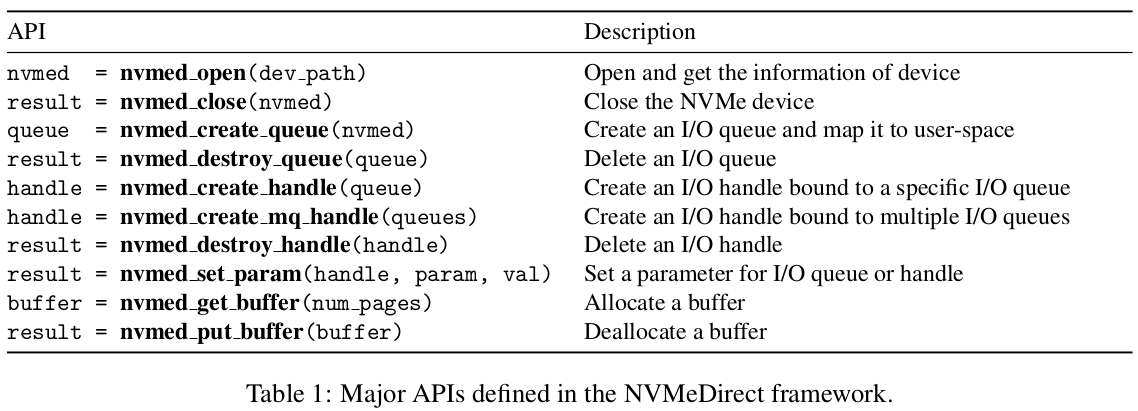 API Description
nvmed = nvmed_open(dev_path) Open and get the information of device
result = nvmed_close(nvmed) Close the NVMe device
queue = nvmed_create_queue(nvmed) Create an I/O queue and map it to user-space
result = nvmed_destroy_queue(queue) Delete an I/O queue
handle = nvmed_create_handle(queue) Create an I/O handle bound to a specific I/O queue
handle = nvmed_create_mq_handle(queues) Create an I/O handle bound to multiple I/O queues
result = nvmed_destroy_handle(handle) Delete an I/O handle
result = nvmed_set_param(handle, param, val) Set a parameter for I/O queue or handle
buffer = nvmed_get_buffer(num_pages) Allocate a buffer
result = nvmed_put_buffer(buffer) Deallocate a buffer
Table 1: Major APIs defined in the NVMeDirect framework.